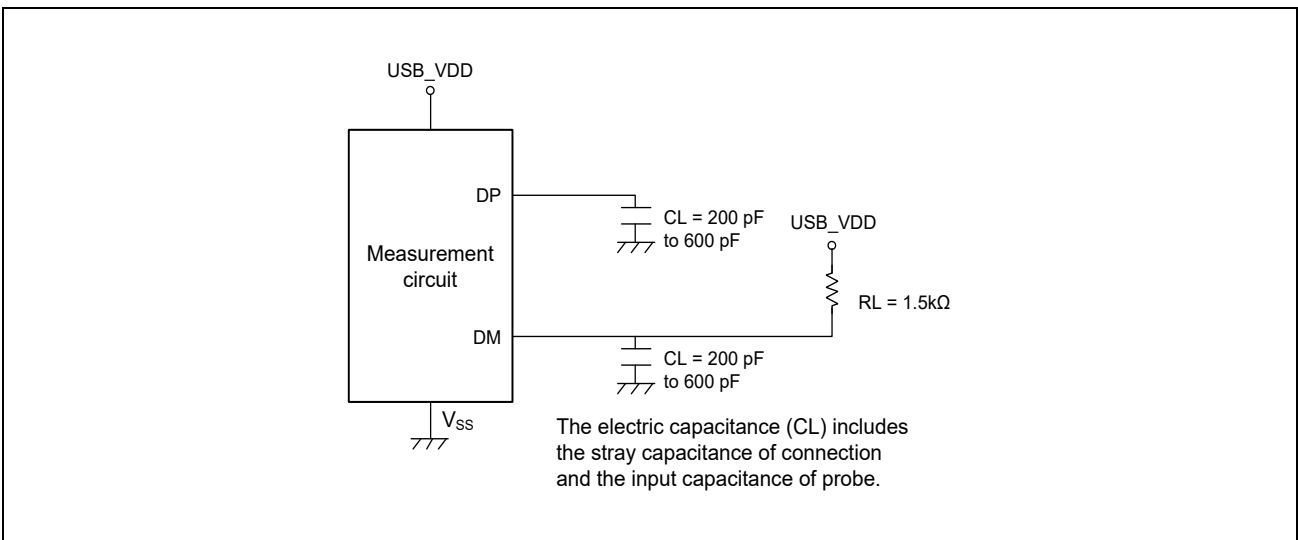 USB_VDD
DP
CL = 200 pF
to 600 pF
USB_VDD
Measurement
circuit
RL = 1.5kΩ
DM
CL = 200 pF
to 600 pF
VSS
The electric capacitance (CL) includes
the stray capacitance of connection
and the input capacitance of probe.